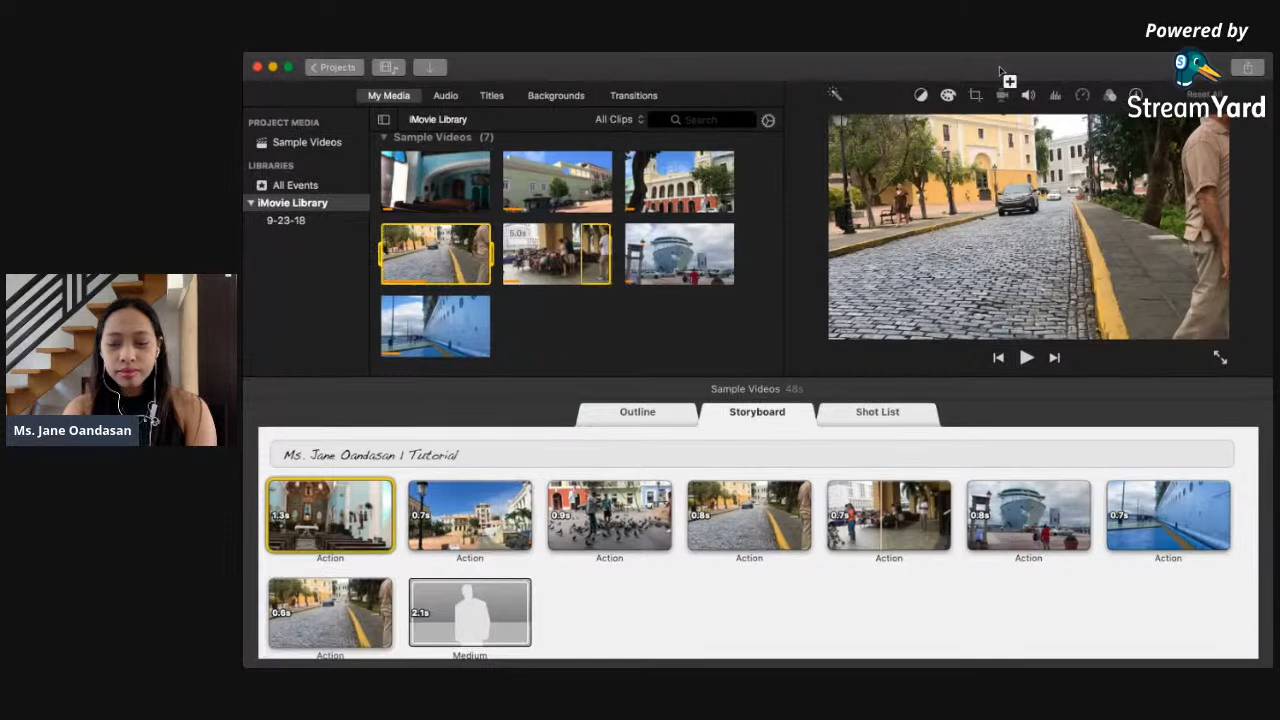 Powered by
StreamYard
Projects
My Media
Audio
Titles
Backgrounds
Transitions
PROJECT MEDIA
Sample Videos
LIBRARIES
All Events
iMovie Library
9-23-18
iMovie Library
All Clips
Search
Sample Videos (7)
5.0s
Reset All
Ms. Jane Oandasan
Sample Videos 48s
Outline
Storyboard
Shot List
Ms. Jane Oandasan | Tutorial
1.3s
0.7s
0.9s
0.8s
0.7s
0.8s
0.7s
Action
Action
Action
Action
Action
Action
Action
0.6s
2.1s
Action
Medium